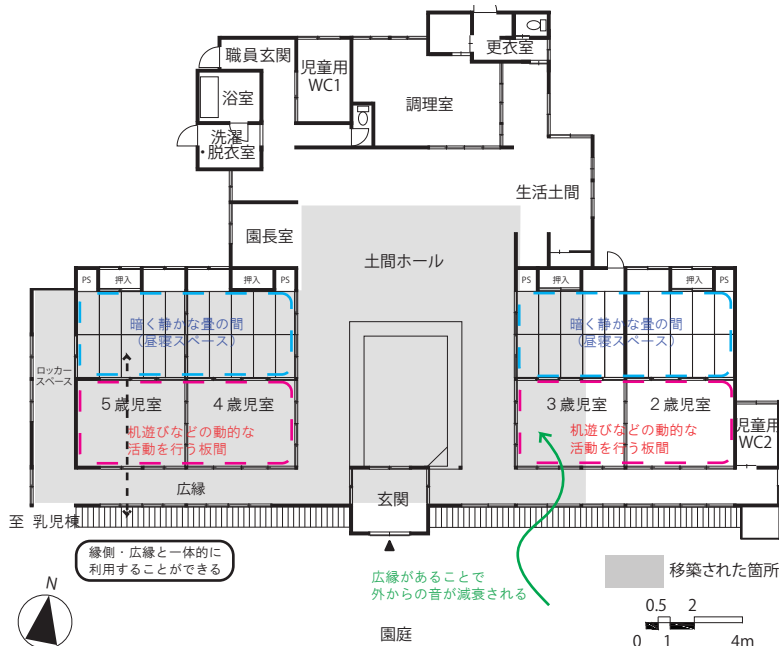 更衣室
職員玄関
児童用
WC1
調理室
浴室
洗濯
・脱衣室
生活土間
園長室
土間ホール
PS
押入
押入
PS
PS
押入
押入
PS
暗く静かな畳の間
（昼寝スペース）
暗く静かな畳の間
（昼寝スペース）
ロッカー
スペース
5歳児室
4歳児室
3歳児室
2歳児室
机遊びなどの動的な
活動を行う板間
机遊びなどの動的な
活動を行う板間
児童用
WC2
広縁
玄関
至 乳児棟
縁側・広縁と一体的に
利用することができる
広縁があることで
外からの音が減衰される
移築された箇所
N
0.5 2
0 1 4m
園庭